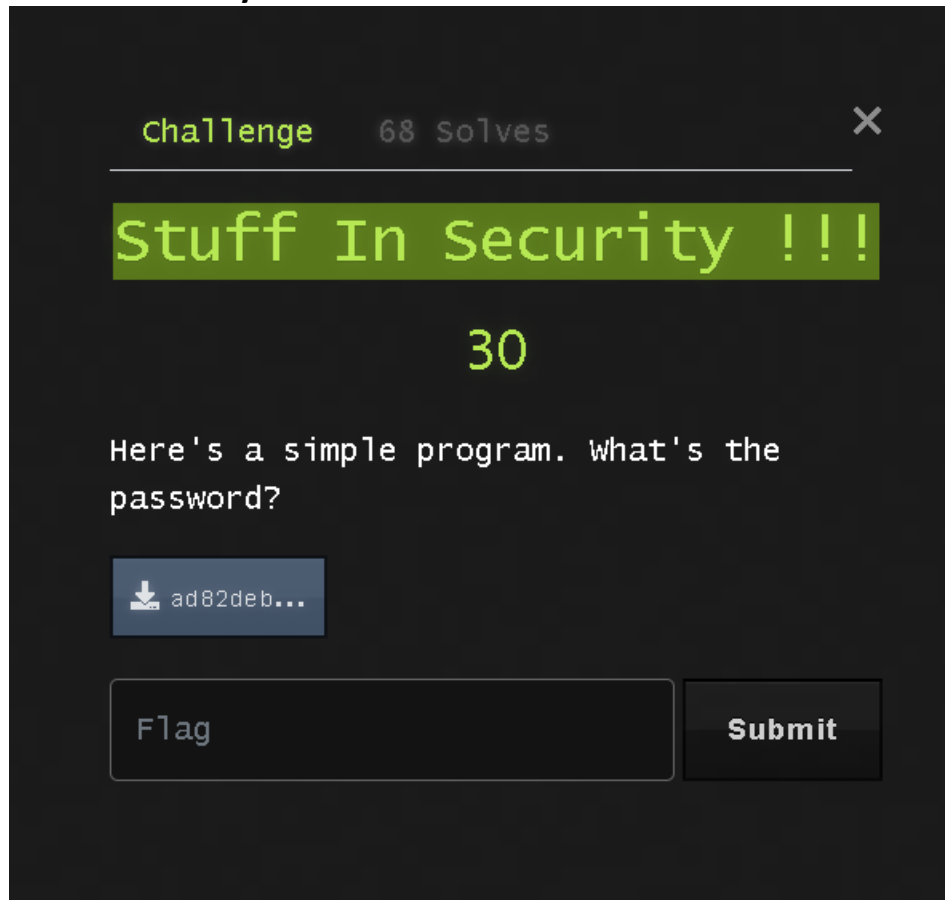 Challenge 68 Solves ×
Stuff In Security !!!
30
Here's a simple program. What's the
password?
ad82deb...
Flag Submit